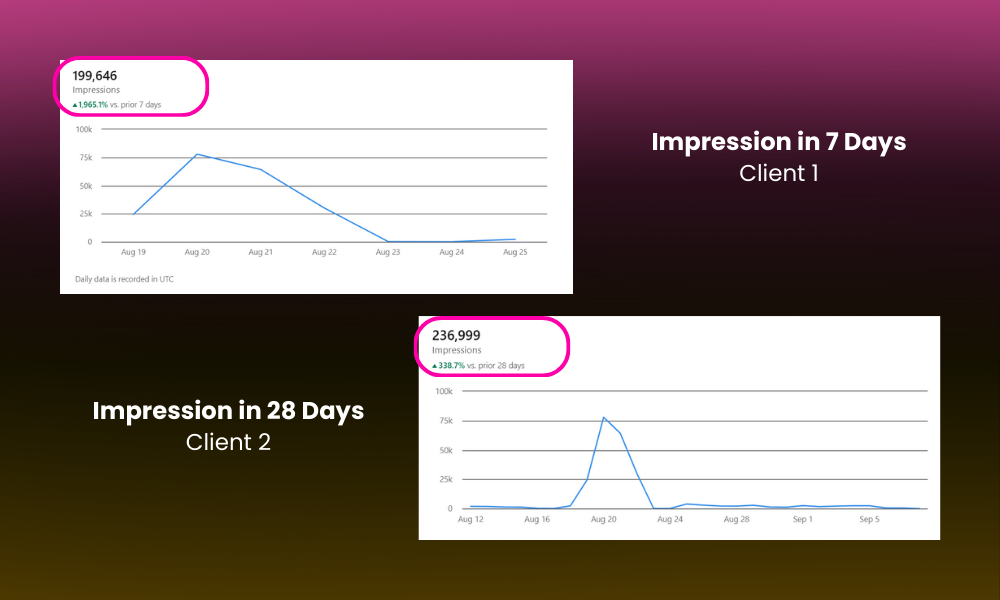 199,646
Impressions
▲1,965.1% vs. prior 7 days
100k
75k
50k
25k
0
Aug 19 Aug 20 Aug 21 Aug 22 Aug 23 Aug 24 Aug 25
Daily data is recorded in UTC
Impression in 7 Days
Client 1
236,999
Impressions
▲338.7% vs. prior 28 days
100k
75k
50k
25k
0
Aug 12 Aug 16 Aug 20 Aug 24 Aug 28 Sep 1 Sep 5
Impression in 28 Days
Client 2